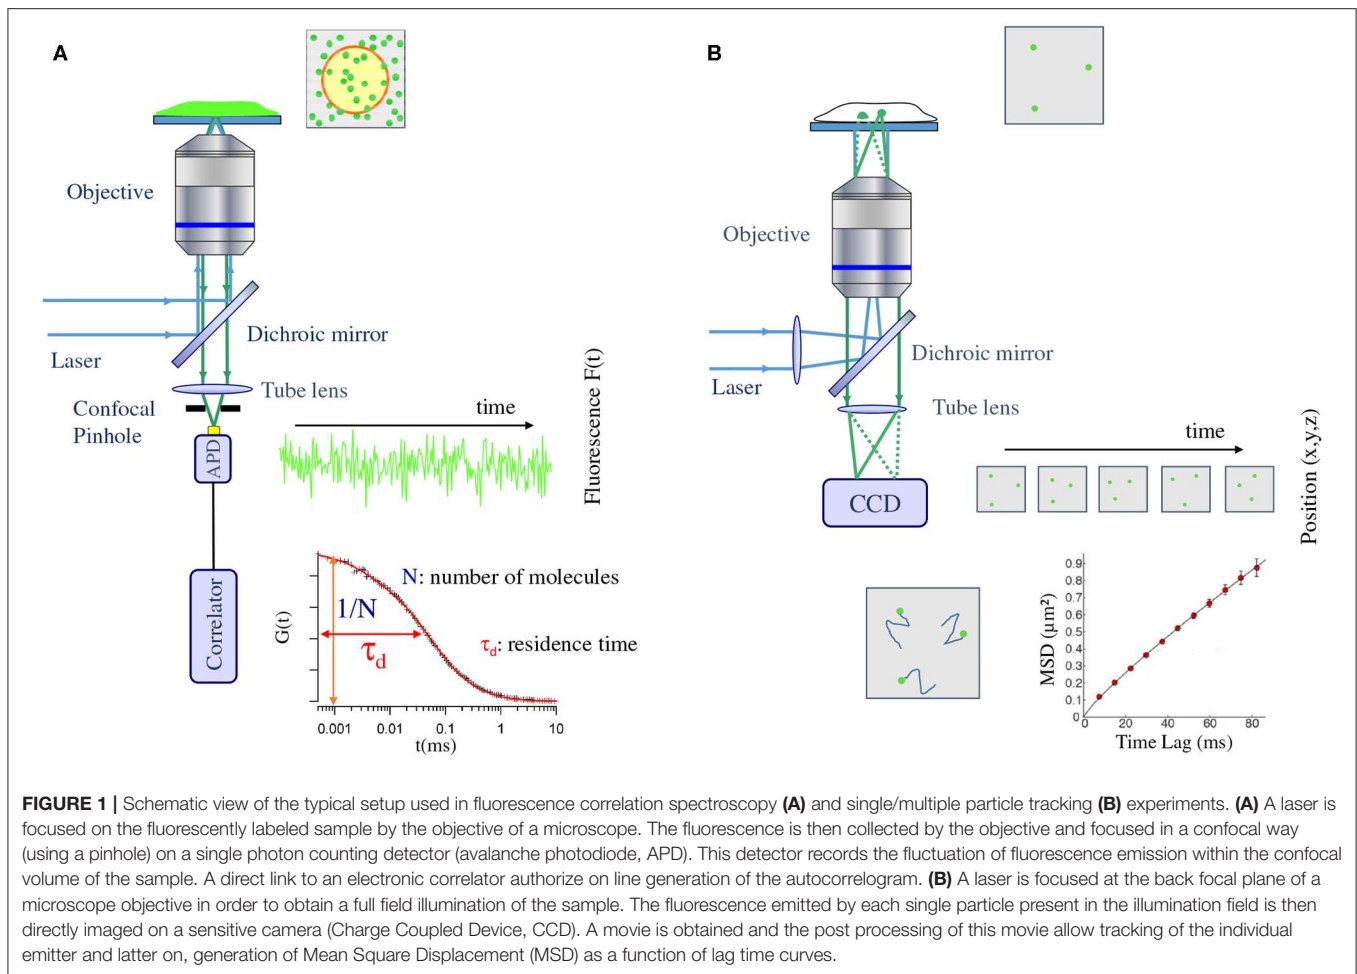 A
Objective
Dichroic mirror
Laser
Tube lens
Confocal
Pinhole
APD
Correlator
time
Fluorescence F(t)
G(t)
N: number of molecules
1/N
τd
τd: residence time
0.001
0.01
0.1
1
10
t(ms)
B
Objective
Dichroic mirror
Laser
Tube lens
CCD
time
Position (x,y,z)
MSD (µm²)
0.9
0.8
0.7
0.6
0.5
0.4
0.3
0.2
0.1
0
0
20
40
60
80
Time Lag (ms)
FIGURE 1 | Schematic view of the typical setup used in fluorescence correlation spectroscopy (A) and single/multiple particle tracking (B) experiments. (A) A laser is
focused on the fluorescently labeled sample by the objective of a microscope. The fluorescence is then collected by the objective and focused in a confocal way
(using a pinhole) on a single photon counting detector (avalanche photodiode, APD). This detector records the fluctuation of fluorescence emission within the confocal
volume of the sample. A direct link to an electronic correlator authorize on line generation of the autocorrelogram. (B) A laser is focused at the back focal plane of a
microscope objective in order to obtain a full field illumination of the sample. The fluorescence emitted by each single particle present in the illumination field is then
directly imaged on a sensitive camera (Charge Coupled Device, CCD). A movie is obtained and the post processing of this movie allow tracking of the individual
emitter and latter on, generation of Mean Square Displacement (MSD) as a function of lag time curves.